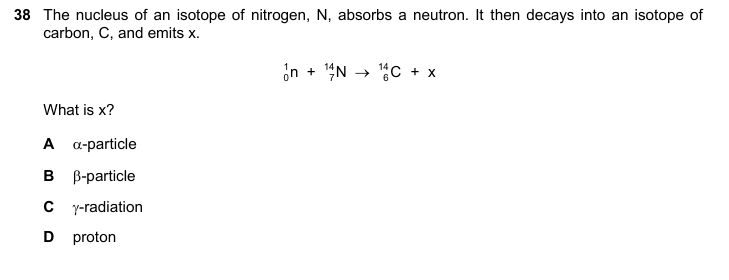 38 The nucleus of an isotope of nitrogen, N, absorbs a neutron. It then decays into an isotope of
carbon, C, and emits x.
¹₀n + ¹⁴₇N → ¹⁴₆C + x
What is x?
A α-particle
B β-particle
C γ-radiation
D proton